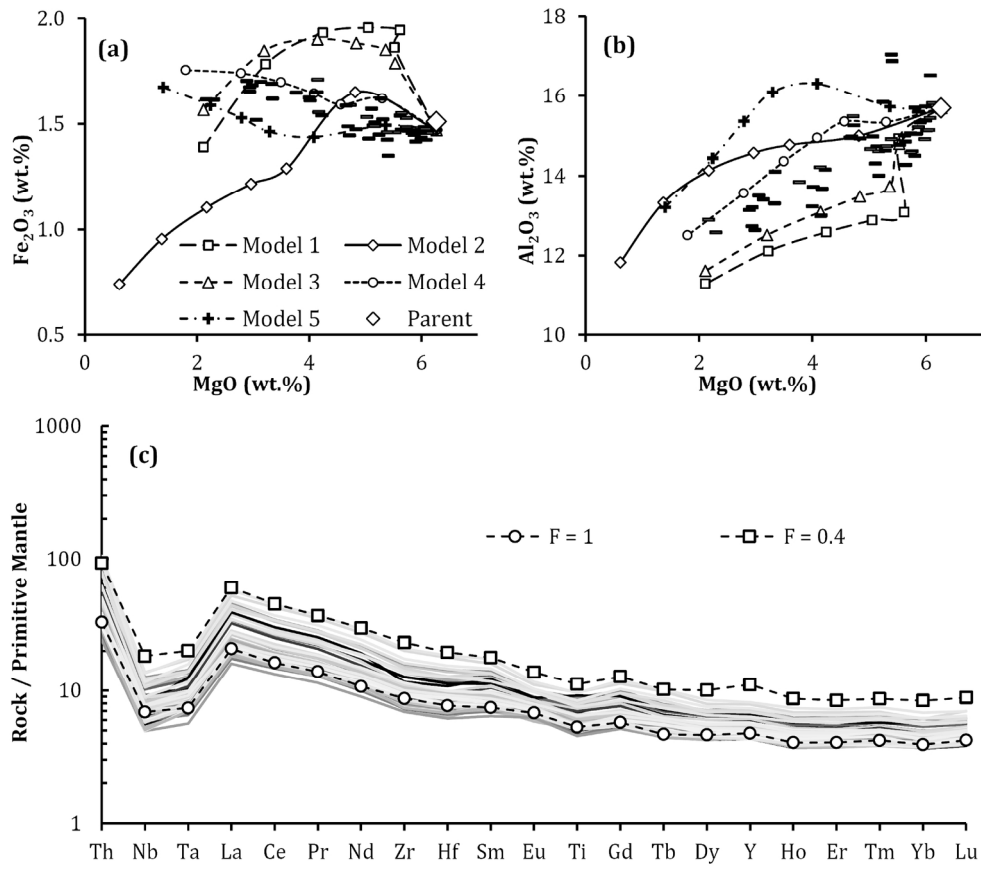 (a)
Fe2O3 (wt.%)
2.0
1.5
1.0
0.5
0 2 4 6
MgO (wt.%)
Model 1 Model 2
Model 3 Model 4
Model 5 Parent
(b)
Al2O3 (wt.%)
18
16
14
12
10
0 2 4 6
MgO (wt.%)
(c)
Rock / Primitive Mantle
1000
100
10
1
F = 1 F = 0.4
Th Nb Ta La Ce Pr Nd Zr Hf Sm Eu Ti Gd Tb Dy Y Ho Er Tm Yb Lu